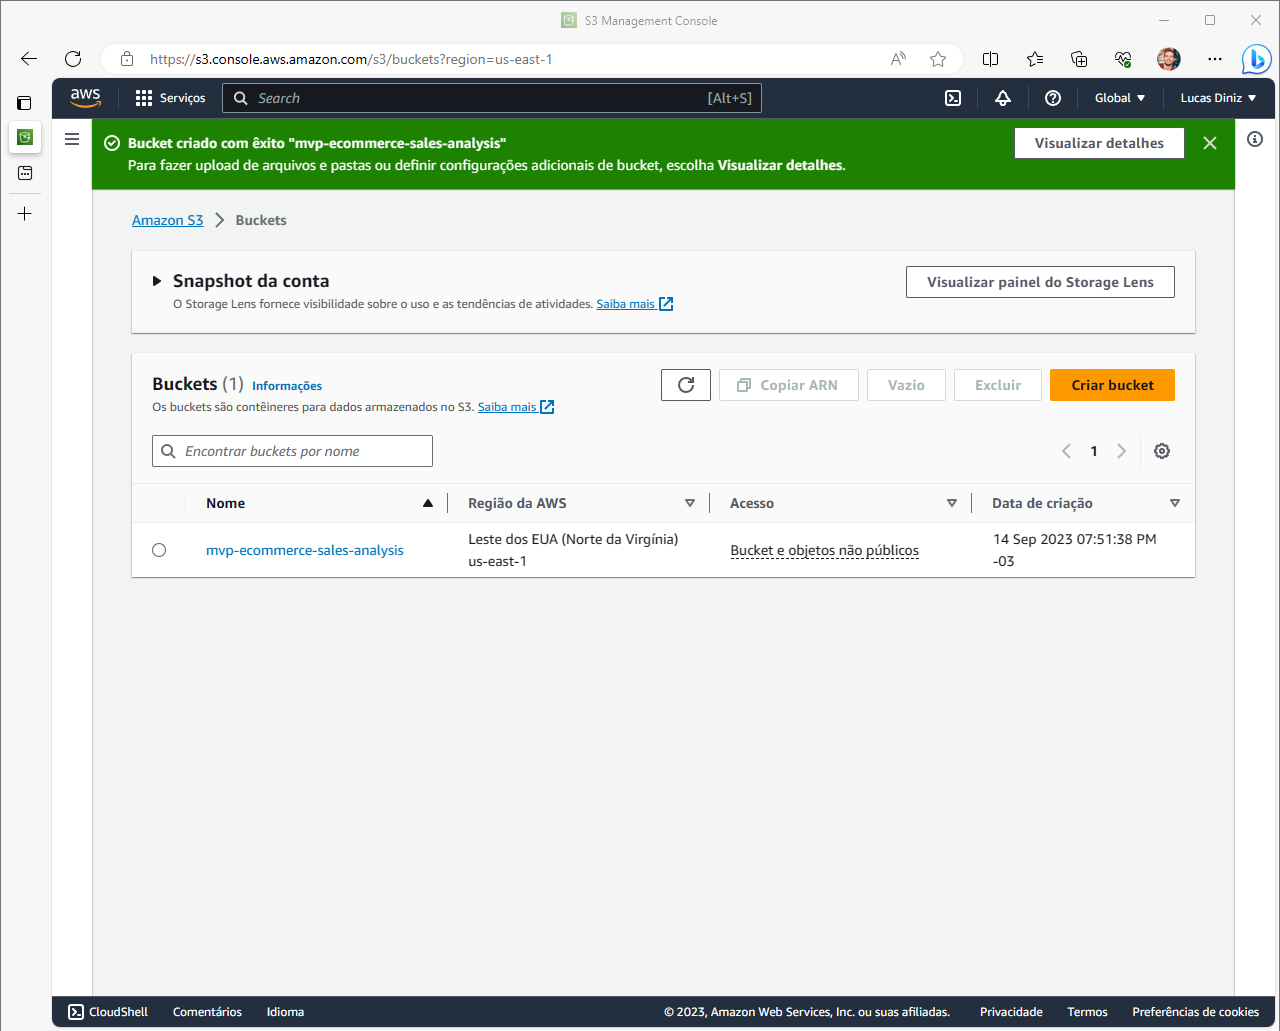 S3 Management Console
https://s3.console.aws.amazon.com/s3/buckets?region=us-east-1
aws
Serviços
Search
[Alt+S]
Global
Lucas Diniz
Bucket criado com êxito "mvp-ecommerce-sales-analysis"
Para fazer upload de arquivos e pastas ou definir configurações adicionais de bucket, escolha Visualizar detalhes.
Visualizar detalhes
Amazon S3 > Buckets
Snapshot da conta
O Storage Lens fornece visibilidade sobre o uso e as tendências de atividades. Saiba mais
Visualizar painel do Storage Lens
Buckets (1) Informações
Os buckets são contêineres para dados armazenados no S3. Saiba mais
Copiar ARN
Vazio
Excluir
Criar bucket
Encontrar buckets por nome
1
Nome
Região da AWS
Acesso
Data de criação
mvp-ecommerce-sales-analysis
Leste dos EUA (Norte da Virgínia)
us-east-1
Bucket e objetos não públicos
14 Sep 2023 07:51:38 PM
-03
CloudShell
Comentários
Idioma
© 2023, Amazon Web Services, Inc. ou suas afiliadas.
Privacidade
Termos
Preferências de cookies